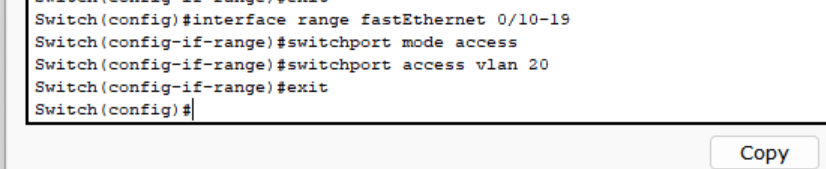 Switch(config)#interface range fastEthernet 0/10-19
Switch(config-if-range)#switchport mode access
Switch(config-if-range)#switchport access vlan 20
Switch(config-if-range)#exit
Switch(config)#
Copy